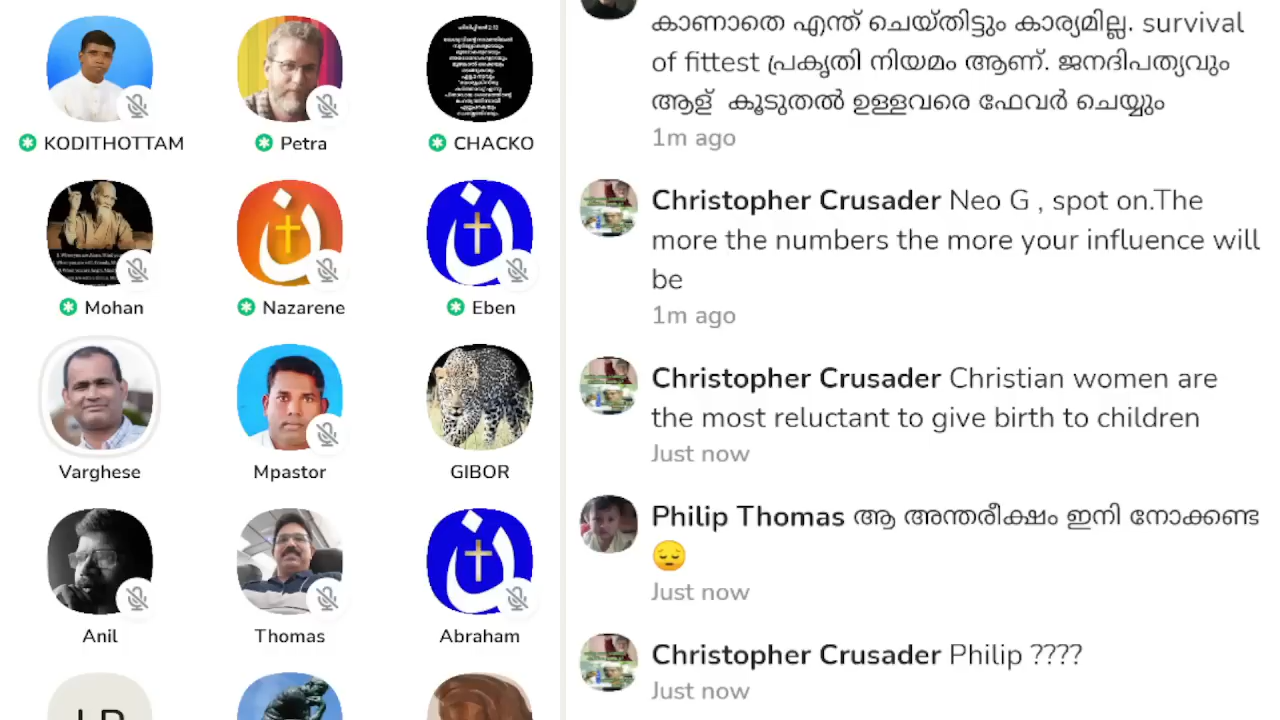 KODITHOTTAM
Petra
CHACKO
Mohan
Nazarene
Eben
Varghese
Mpastor
GIBOR
Anil
Thomas
Abraham
കാണാതെ എന്ത് ചെയ്തിട്ടും കാര്യമില്ല. survival
of fittest പ്രകൃതി നിയമം ആണ്. ജനദിപത്യവും
ആള് കൂടുതൽ ഉള്ളവരെ ഫേവർ ചെയ്യും
1m ago
Christopher Crusader Neo G , spot on.The
more the numbers the more your influence will
be
1m ago
Christopher Crusader Christian women are
the most reluctant to give birth to children
Just now
Philip Thomas ആ അന്തരീക്ഷം ഇനി നോക്കണ്ട
😔
Just now
Christopher Crusader Philip ????
Just now